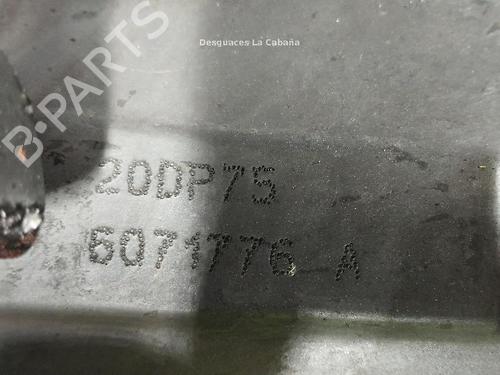 Desguaces La Cabaña
B-PARTS
20DP75
6071776 A